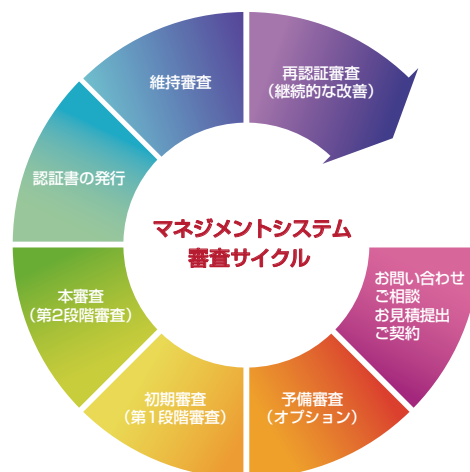 マネジメントシステム
審査サイクル
お問い合わせ
ご相談
お見積提出
ご契約
予備審査
（オプション）
初期審査
（第1段階審査）
本審査
（第2段階審査）
認証書の発行
維持審査
再認証審査
（継続的な改善）